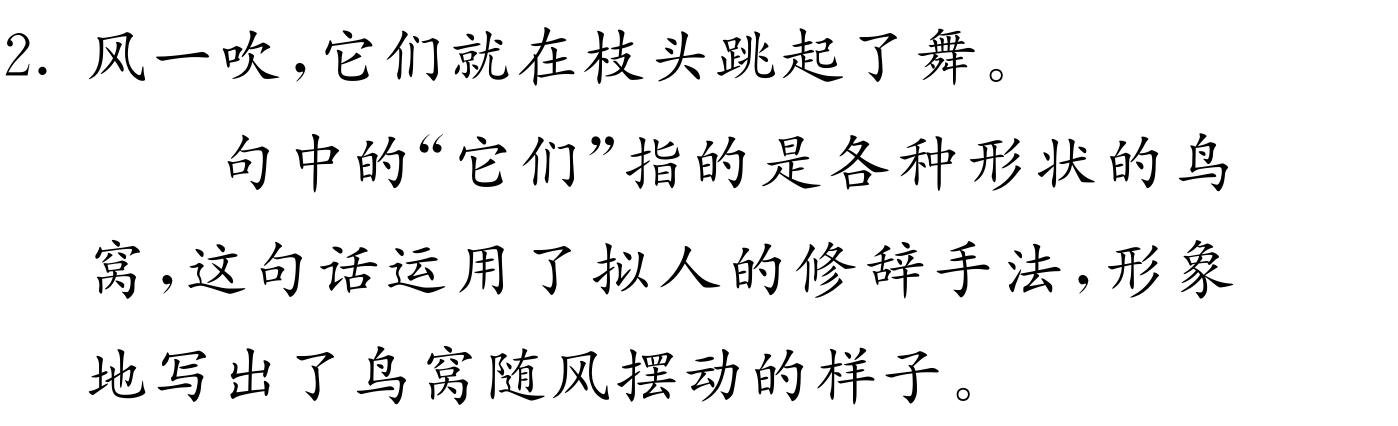 2. 风一吹,它们就在枝头跳起了舞。
句中的“它们”指的是各种形状的鸟
窝,这句话运用了拟人的修辞手法,形象
地写出了鸟窝随风摆动的样子。